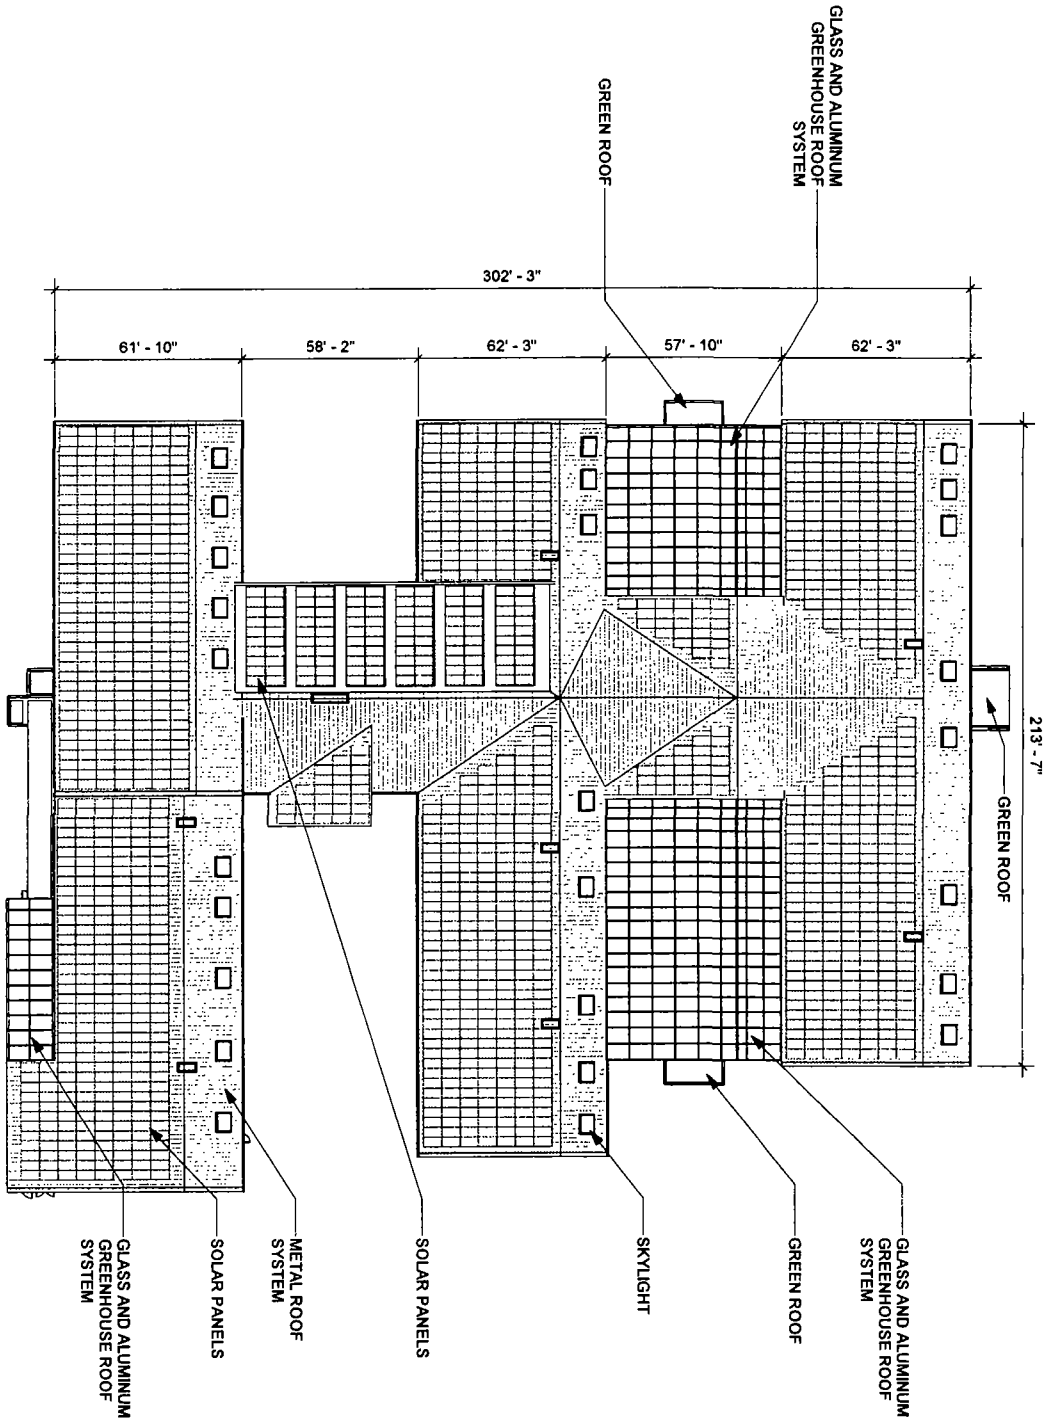 GLASS AND ALUMINUM
GREENHOUSE ROOF
SYSTEM
GREEN ROOF
302' - 3"
61' - 10"
58' - 2"
62' - 3"
57' - 10"
62' - 3"
213' - 7"
GREEN ROOF
GLASS AND ALUMINUM
GREENHOUSE ROOF
SYSTEM
GREEN ROOF
SKYLIGHT
SOLAR PANELS
METAL ROOF
SYSTEM
SOLAR PANELS
GLASS AND ALUMINUM
GREENHOUSE ROOF
SYSTEM